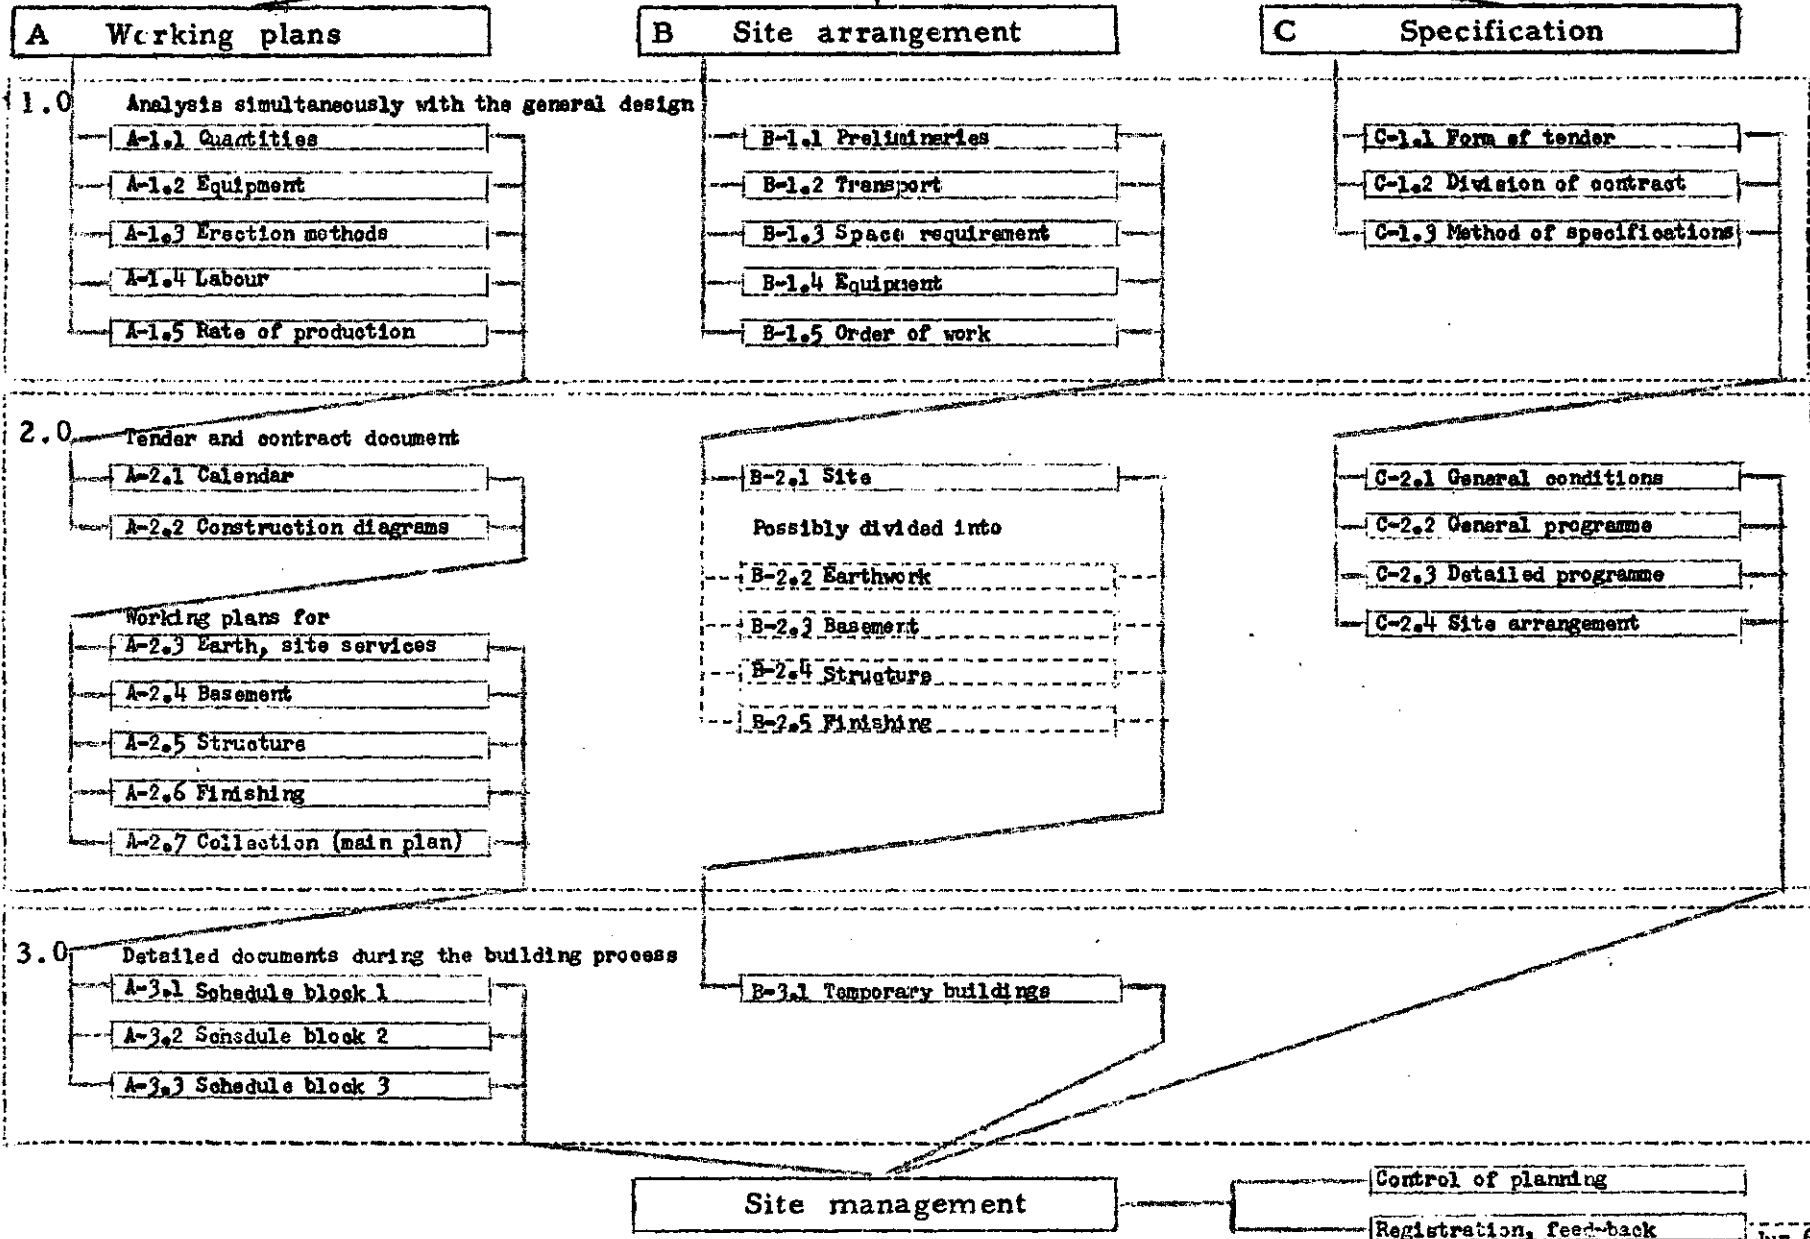 A Working plans
B Site arrangement
C Specification
1.0 Analysis simultaneously with the general design
A-1.1 Quantities
B-1.1 Preliminaries
C-1.1 Form of tender
A-1.2 Equipment
B-1.2 Transport
C-1.2 Division of contract
A-1.3 Erection methods
B-1.3 Space requirement
C-1.3 Method of specifications
A-1.4 Labour
B-1.4 Equipment
A-1.5 Rate of production
B-1.5 Order of work
2.0 Tender and contract document
A-2.1 Calendar
B-2.1 Site
C-2.1 General conditions
A-2.2 Construction diagrams
Possibly divided into
C-2.2 General programme
B-2.2 Earthwork
C-2.3 Detailed programme
Working plans for
A-2.3 Earth, site services
B-2.3 Basement
C-2.4 Site arrangement
A-2.4 Basement
B-2.4 Structure
A-2.5 Structure
B-2.5 Finishing
A-2.6 Finishing
A-2.7 Collection (main plan)
3.0 Detailed documents during the building process
A-3.1 Schedule block 1
B-3.1 Temporary buildings
A-3.2 Schedule block 2
A-3.3 Schedule block 3
Site management
Control of planning
Registration, feed-back